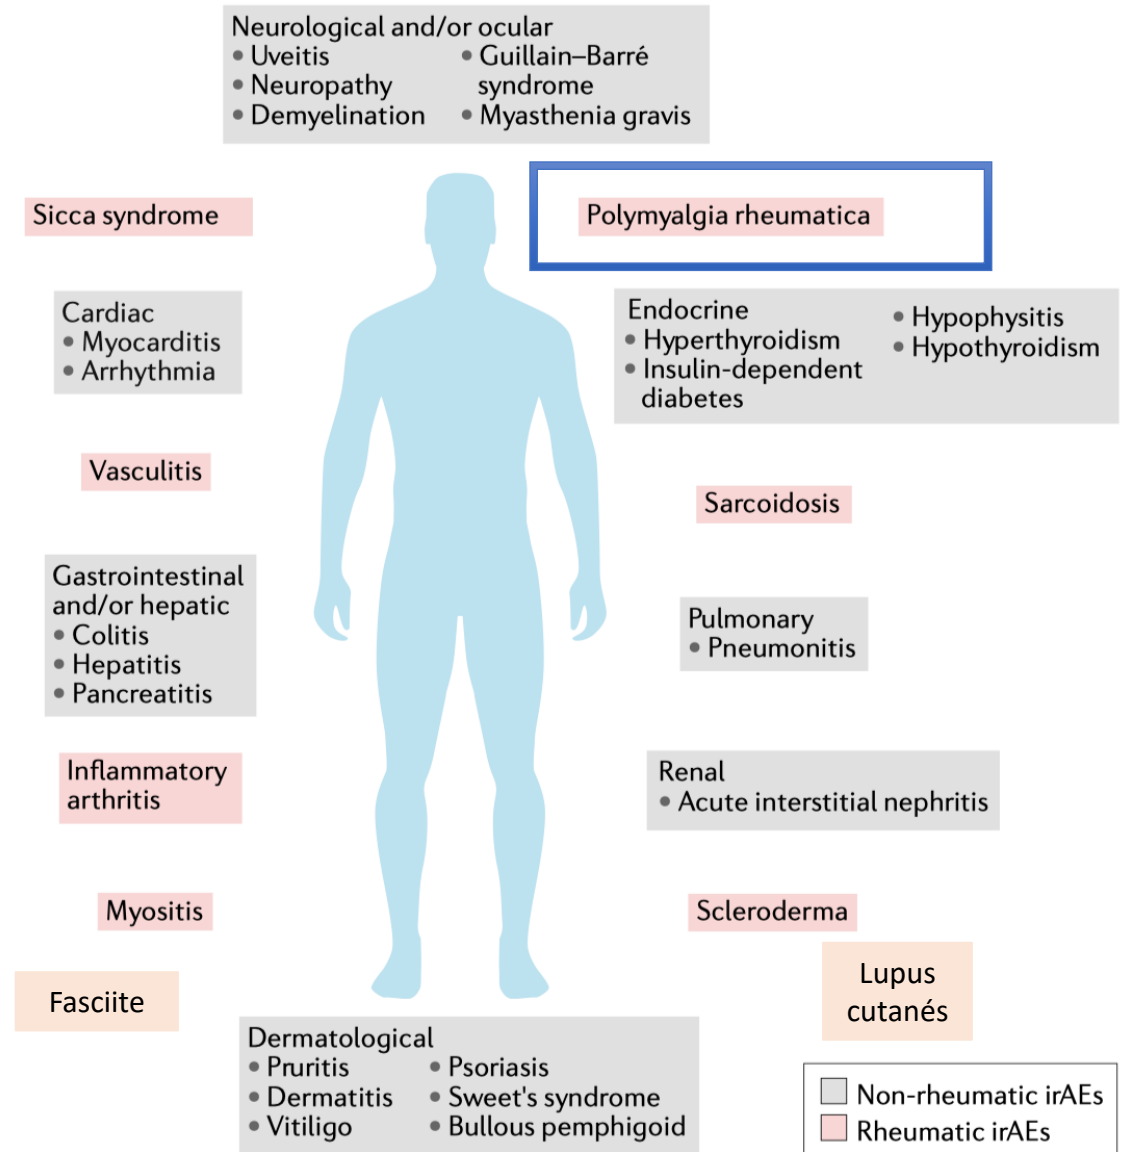 Neurological and/or ocular
• Uveitis
• Neuropathy
• Demyelination
• Guillain–Barré
syndrome
• Myasthenia gravis
Sicca syndrome
Polymyalgia rheumatica
Cardiac
• Myocarditis
• Arrhythmia
Endocrine
• Hyperthyroidism
• Insulin-dependent
diabetes
• Hypophysitis
• Hypothyroidism
Vasculitis
Sarcoidosis
Gastrointestinal
and/or hepatic
• Colitis
• Hepatitis
• Pancreatitis
Pulmonary
• Pneumonitis
Inflammatory
arthritis
Renal
• Acute interstitial nephritis
Myositis
Scleroderma
Fasciite
Lupus
cutanés
Dermatological
• Pruritis
• Dermatitis
• Vitiligo
• Psoriasis
• Sweet's syndrome
• Bullous pemphigoid
Non-rheumatic irAEs
Rheumatic irAEs